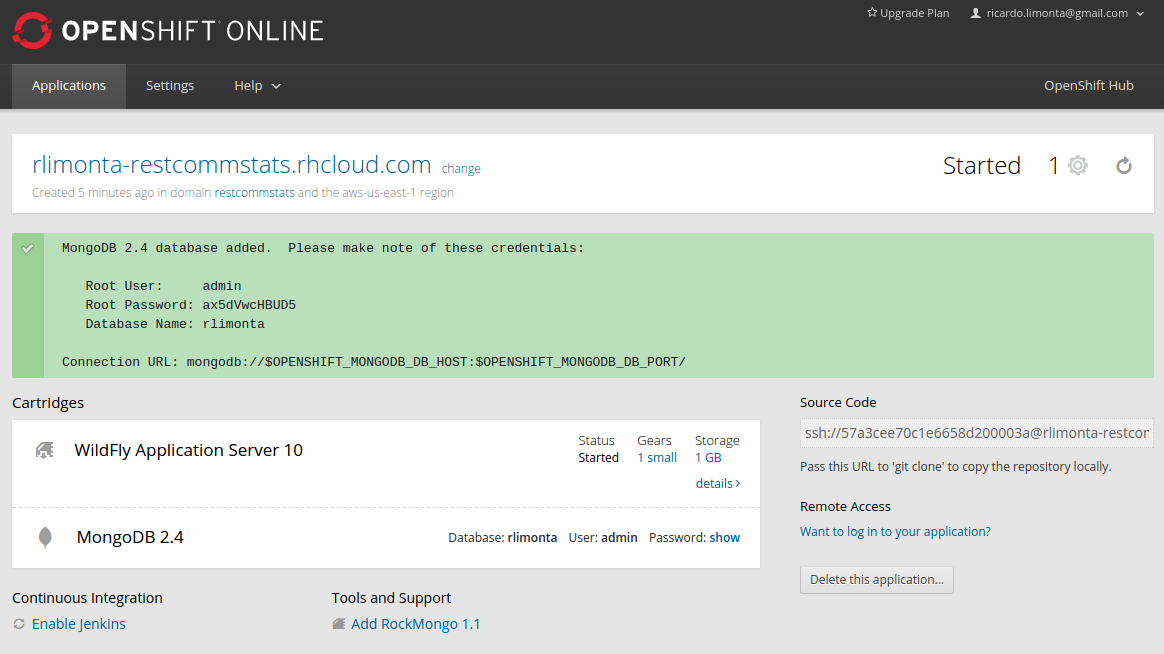 OPENSHIFT ONLINE
Upgrade Plan ricardo.limonta@gmail.com
Applications Settings Help OpenShift Hub
rlimonta-restcommstats.rhcloud.com change
Started 1
Created 5 minutes ago in domain restcommstats and the aws-us-east-1 region
MongoDB 2.4 database added.  Please make note of these credentials:
Root User:     admin
Root Password: ax5dVwcHBUD5
Database Name: rlimonta
Connection URL: mongodb://$OPENSHIFT_MONGODB_DB_HOST:$OPENSHIFT_MONGODB_DB_PORT/
Cartridges
WildFly Application Server 10
Status Gears Storage
Started 1 small 1 GB
details
MongoDB 2.4
Database: rlimonta User: admin Password: show
Continuous Integration
Enable Jenkins
Tools and Support
Add RockMongo 1.1
Source Code
ssh://57a3cee70c1e6658d200003a@rlimonta-restcor
Pass this URL to 'git clone' to copy the repository locally.
Remote Access
Want to log in to your application?
Delete this application...